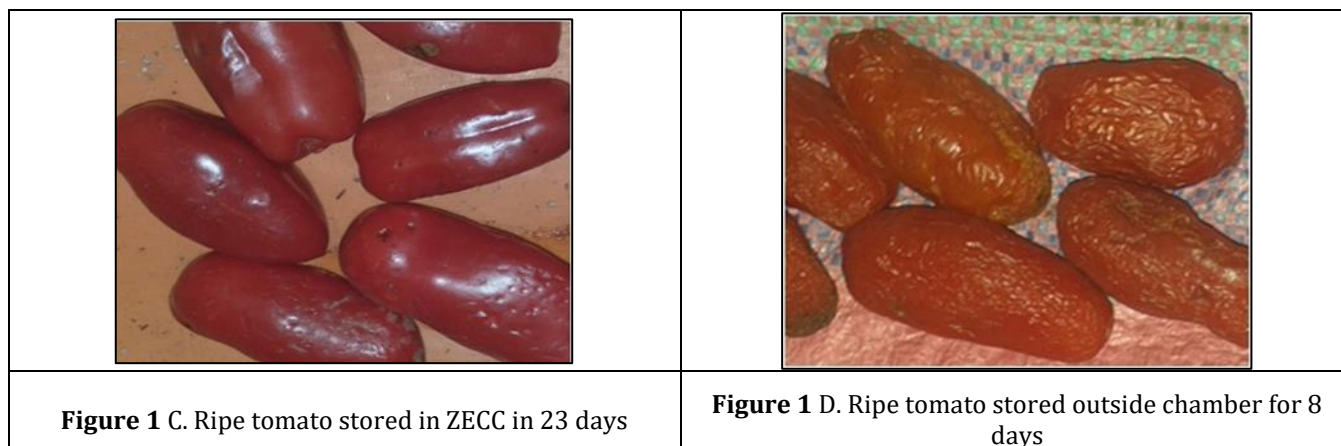 Figure 1 C. Ripe tomato stored in ZECC in 23 days
Figure 1 D. Ripe tomato stored outside chamber for 8
days